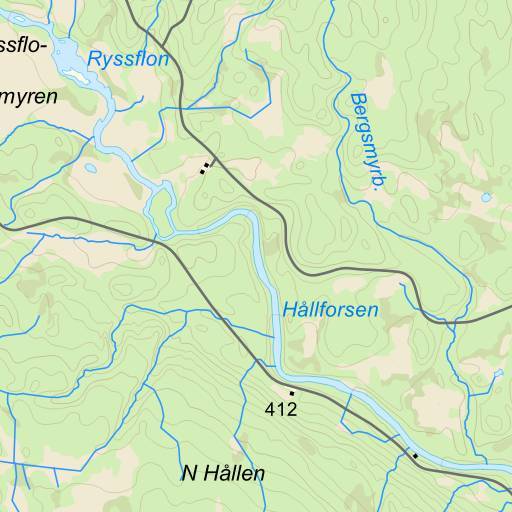 ssflo-
Ryssflon
myren
Bergsmyrb.
Hållforsen
412
N Hållen